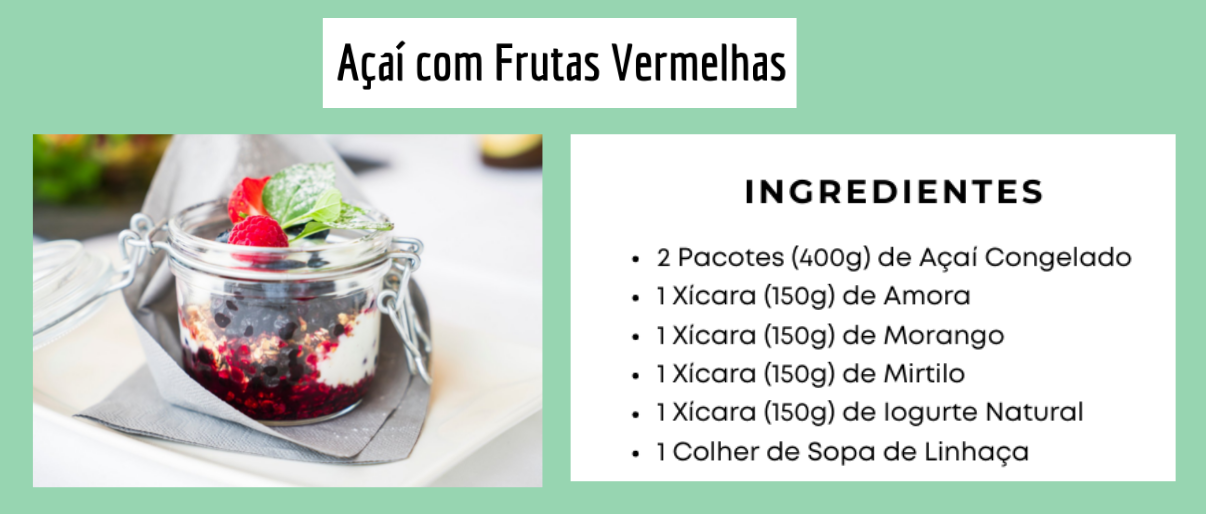 Açaí com Frutas Vermelhas
INGREDIENTES
• 2 Pacotes (400g) de Açaí Congelado
• 1 Xícara (150g) de Amora
• 1 Xícara (150g) de Morango
• 1 Xícara (150g) de Mirtilo
• 1 Xícara (150g) de Iogurte Natural
• 1 Colher de Sopa de Linhaça